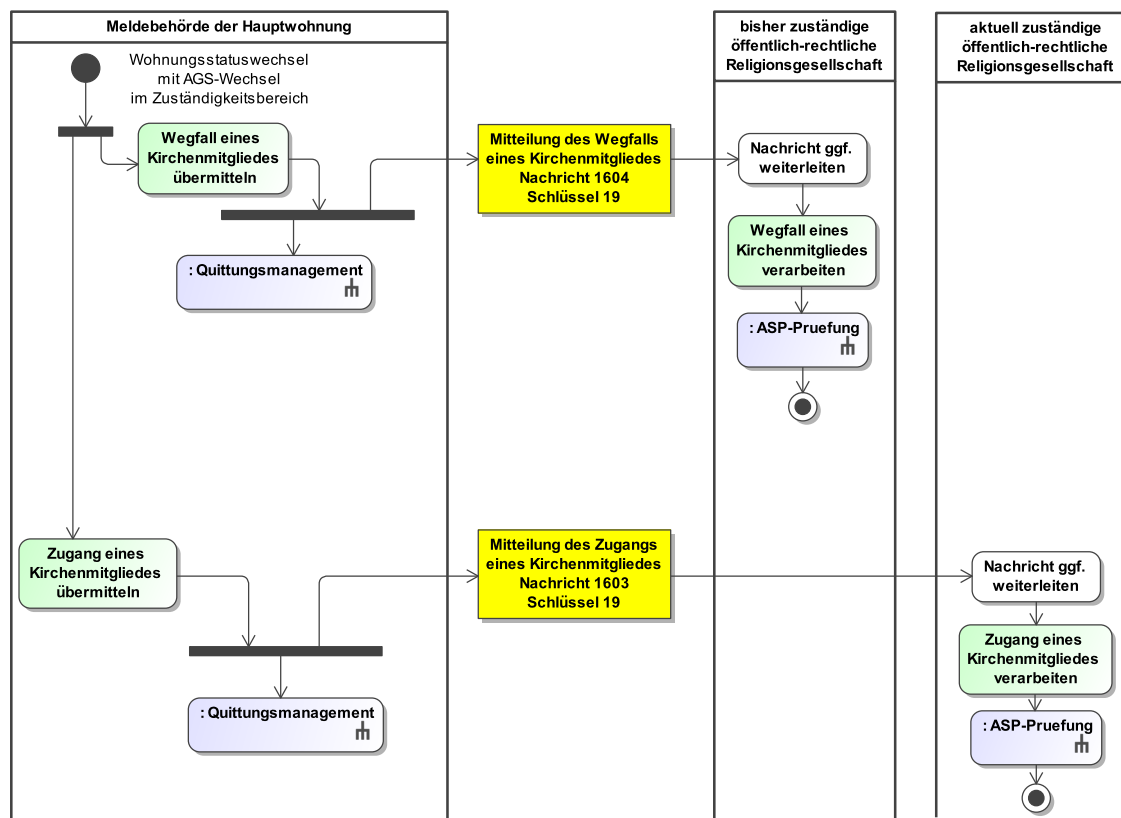 Meldebehörde der Hauptwohnung
bisher zuständige
öffentlich-rechtliche
Religionsgesellschaft
aktuell zuständige
öffentlich-rechtliche
Religionsgesellschaft
Wohnungsstatuswechsel
mit AGS-Wechsel
im Zuständigkeitsbereich
Wegfall eines
Kirchenmitgliedes
übermitteln
Mitteilung des Wegfalls
eines Kirchenmitgliedes
Nachricht 1604
Schlüssel 19
Nachricht ggf.
weiterleiten
: Quittungsmanagement
Wegfall eines
Kirchenmitgliedes
verarbeiten
: ASP-Pruefung
Zugang eines
Kirchenmitgliedes
übermitteln
Mitteilung des Zugangs
eines Kirchenmitgliedes
Nachricht 1603
Schlüssel 19
Nachricht ggf.
weiterleiten
: Quittungsmanagement
Zugang eines
Kirchenmitgliedes
verarbeiten
: ASP-Pruefung